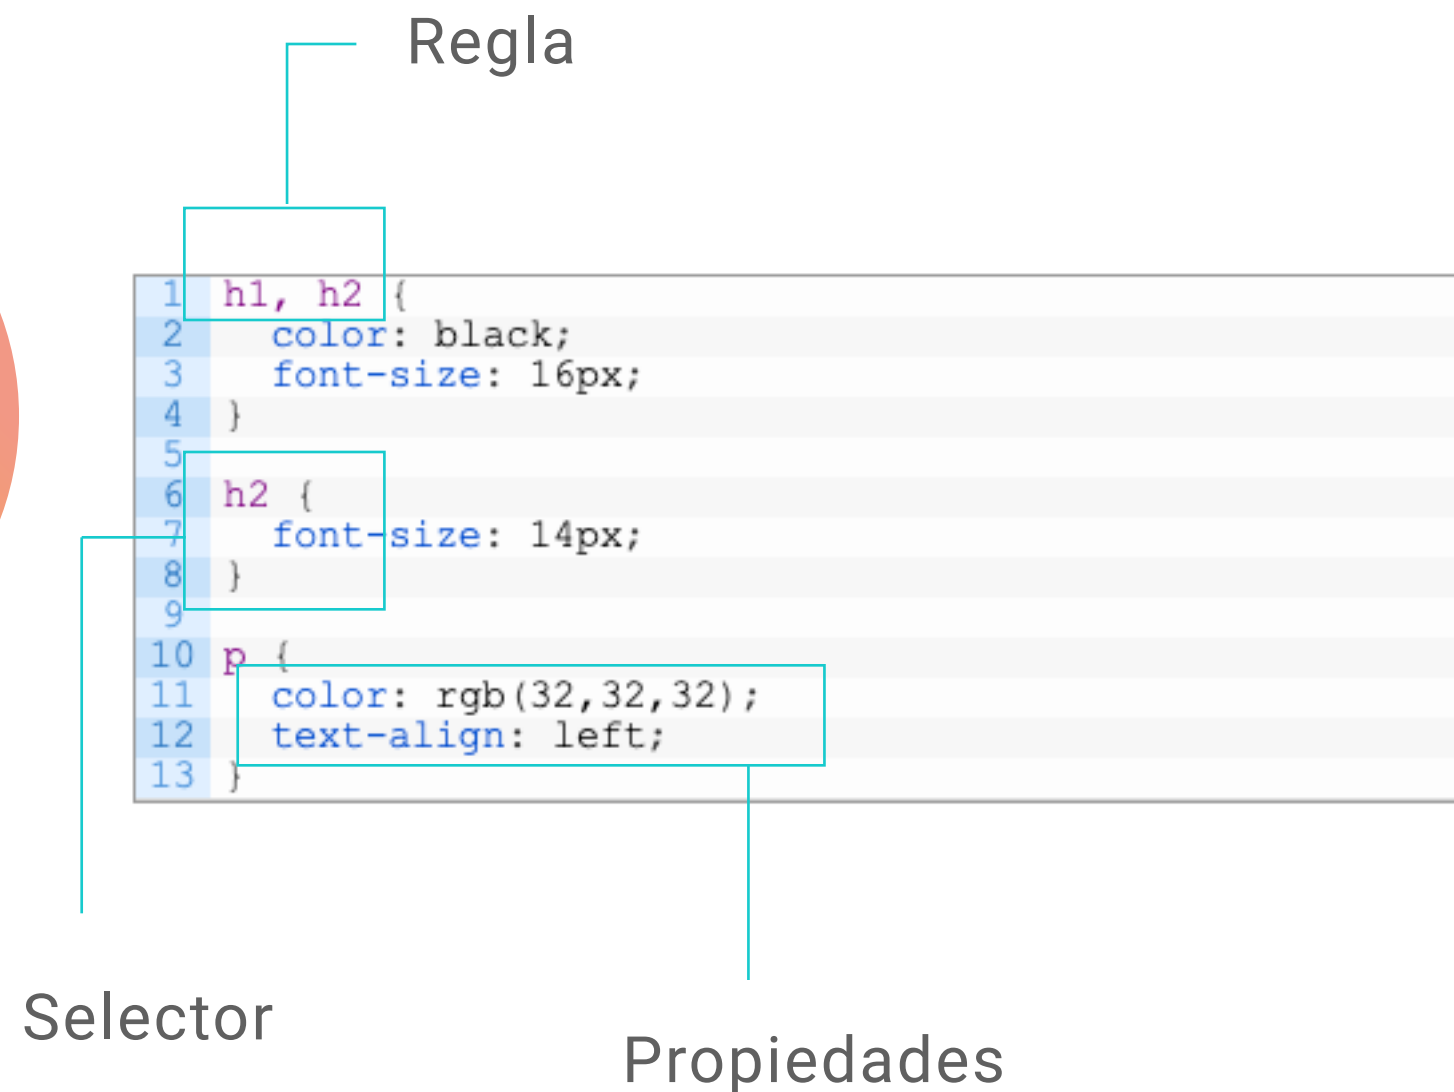 Regla
1 h1, h2 {
2   color: black;
3   font-size: 16px;
4 }
5
6 h2 {
7   font-size: 14px;
8 }
9
10 p {
11   color: rgb(32,32,32);
12   text-align: left;
13 }
Selector
Propiedades